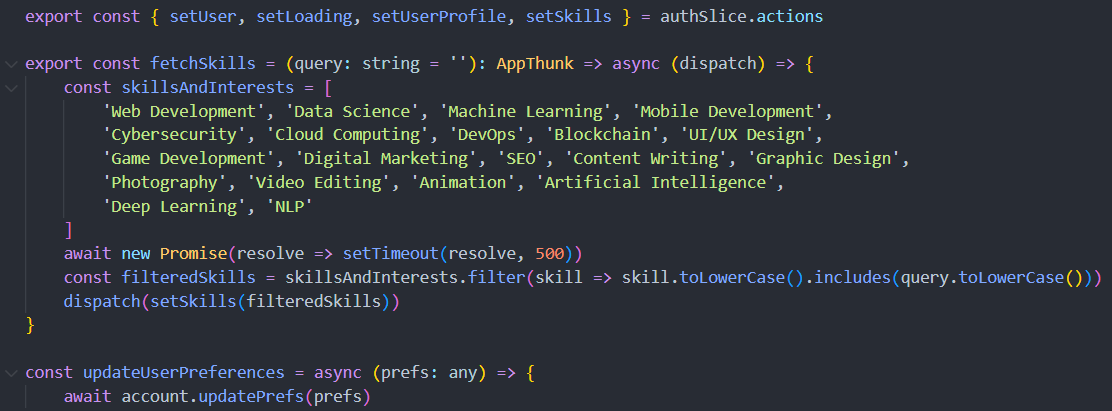 export const { setUser, setLoading, setUserProfile, setSkills } = authSlice.actions
export const fetchSkills = (query: string = ''): AppThunk => async (dispatch) => {
const skillsAndInterests = [
'Web Development', 'Data Science', 'Machine Learning', 'Mobile Development',
'Cybersecurity', 'Cloud Computing', 'DevOps', 'Blockchain', 'UI/UX Design',
'Game Development', 'Digital Marketing', 'SEO', 'Content Writing', 'Graphic Design',
'Photography', 'Video Editing', 'Animation', 'Artificial Intelligence',
'Deep Learning', 'NLP'
]
await new Promise(resolve => setTimeout(resolve, 500))
const filteredSkills = skillsAndInterests.filter(skill => skill.toLowerCase().includes(query.toLowerCase()))
dispatch(setSkills(filteredSkills))
}
const updateUserPreferences = async (prefs: any) => {
await account.updatePrefs(prefs)